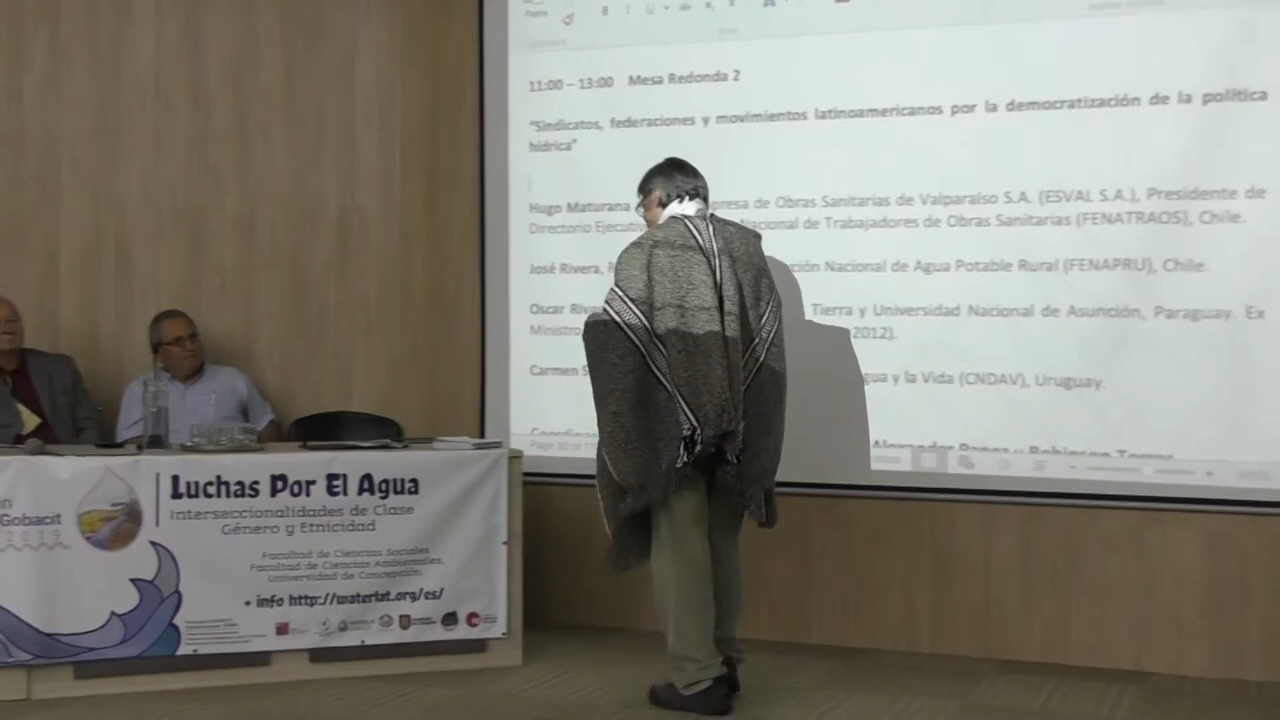 11:00 – 13:00 Mesa Redonda 2
"Sindicatos, federaciones y movimientos latinoamericanos por la democratización de la política
hídrica"
Hugo Maturana presa de Obras Sanitarias de Valparaíso S.A. (ESVAL S.A.), Presidente de
Directorio Ejecutiv Nacional de Trabajadores de Obras Sanitarias (FENATRAOS), Chile.
José Rivera, ción Nacional de Agua Potable Rural (FENAPRU), Chile.
Oscar Riv Tierra y Universidad Nacional de Asunción, Paraguay. Ex
Ministro 2012).
Carmen S gua y la Vida (CNDAV), Uruguay.
Gobacit
2019
Luchas Por El Agua
Interseccionalidades de Clase
Género y Etnicidad
Facultad de Ciencias Sociales
Facultad de Ciencias Ambientales,
Universidad de Concepción,
+ info http://waterlat.org/es/